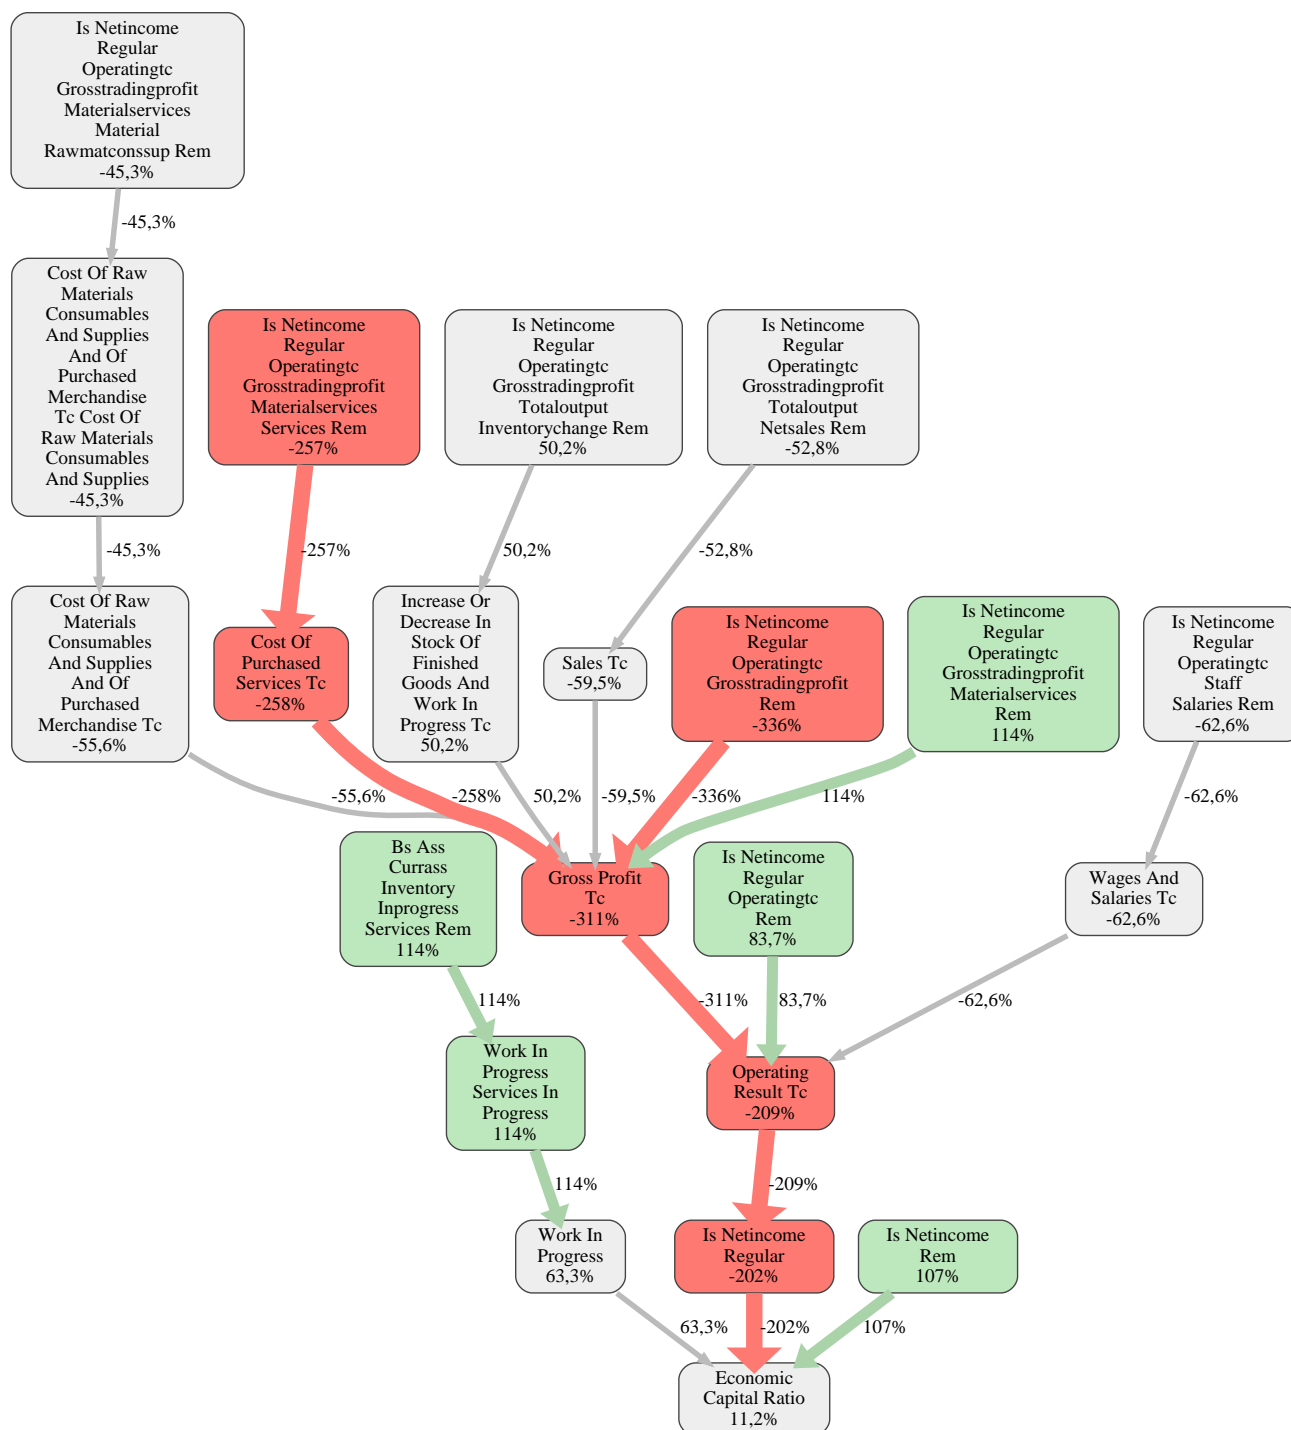 Is Netincome
Regular
Operatingtc
Grosstradingprofit
Materialservices
Material
Rawmatconssup Rem
-45,3%
-45,3%
Cost Of Raw
Materials
Consumables
And Supplies
And Of
Purchased
Merchandise
Tc Cost Of
Raw Materials
Consumables
And Supplies
-45,3%
Is Netincome
Regular
Operatingtc
Grosstradingprofit
Materialservices
Services Rem
-257%
Is Netincome
Regular
Operatingtc
Grosstradingprofit
Totaloutput
Inventorychange Rem
50,2%
Is Netincome
Regular
Operatingtc
Grosstradingprofit
Totaloutput
Netsales Rem
-52,8%
-45,3%
-257%
50,2%
-52,8%
Cost Of Raw
Materials
Consumables
And Supplies
And Of
Purchased
Merchandise Tc
-55,6%
Cost Of
Purchased
Services Tc
-258%
Increase Or
Decrease In
Stock Of
Finished
Goods And
Work In
Progress Tc
50,2%
Sales Tc
-59,5%
Is Netincome
Regular
Operatingtc
Grosstradingprofit
Rem
-336%
Is Netincome
Regular
Operatingtc
Grosstradingprofit
Materialservices
Rem
114%
Is Netincome
Regular
Operatingtc
Staff
Salaries Rem
-62,6%
-55,6%
-258%
50,2%
-59,5%
-336%
114%
-62,6%
Bs Ass
Currass
Inventory
Inprogress
Services Rem
114%
Gross Profit
Tc
-311%
Is Netincome
Regular
Operatingtc
Rem
83,7%
Wages And
Salaries Tc
-62,6%
114%
-311%
83,7%
-62,6%
Work In
Progress
Services In
Progress
114%
Operating
Result Tc
-209%
114%
-209%
Work In
Progress
63,3%
Is Netincome
Regular
-202%
Is Netincome
Rem
107%
63,3%
-202%
107%
Economic
Capital Ratio
11,2%